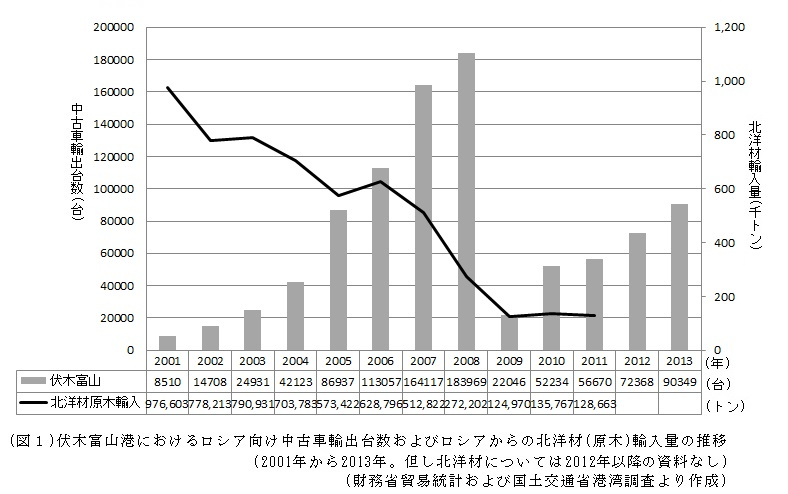 200000 1,200
180000 1,000
160000
140000 800
120000
100000 600
80000
60000 400
40000 200
20000
0 0
中古車輸出台数(台)
北洋材輸入量(千トン)
2001 2002 2003 2004 2005 2006 2007 2008 2009 2010 2011 2012 2013 (年)
伏木富山 8510 14708 24931 42123 86937 113057 164117 183969 22046 52234 56670 72368 90349 (台)
北洋材原木輸入 976,603 778,213 790,931 703,783 573,422 628,796 512,822 272,202 124,970 135,767 128,663 (トン)
(図1)伏木富山港におけるロシア向け中古車輸出台数およびロシアからの北洋材(原木)輸入量の推移
(2001年から2013年。但し北洋材については2012年以降の資料なし)
(財務省貿易統計および国土交通省港湾調査より作成)